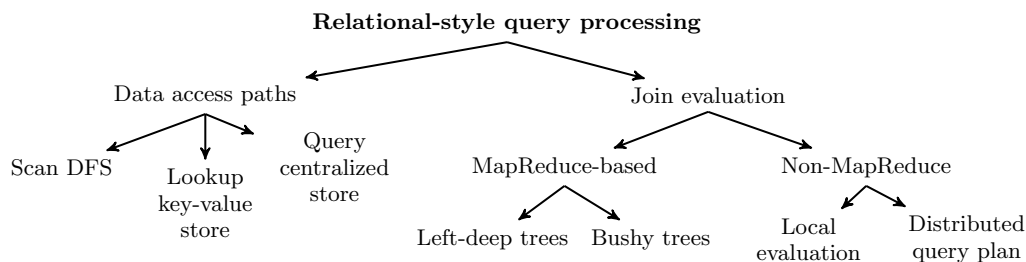 Relational-style query processing
Data access paths
Join evaluation
Scan DFS
Lookup
key-value
store
Query
centralized
store
MapReduce-based
Non-MapReduce
Left-deep trees
Bushy trees
Local
evaluation
Distributed
query plan